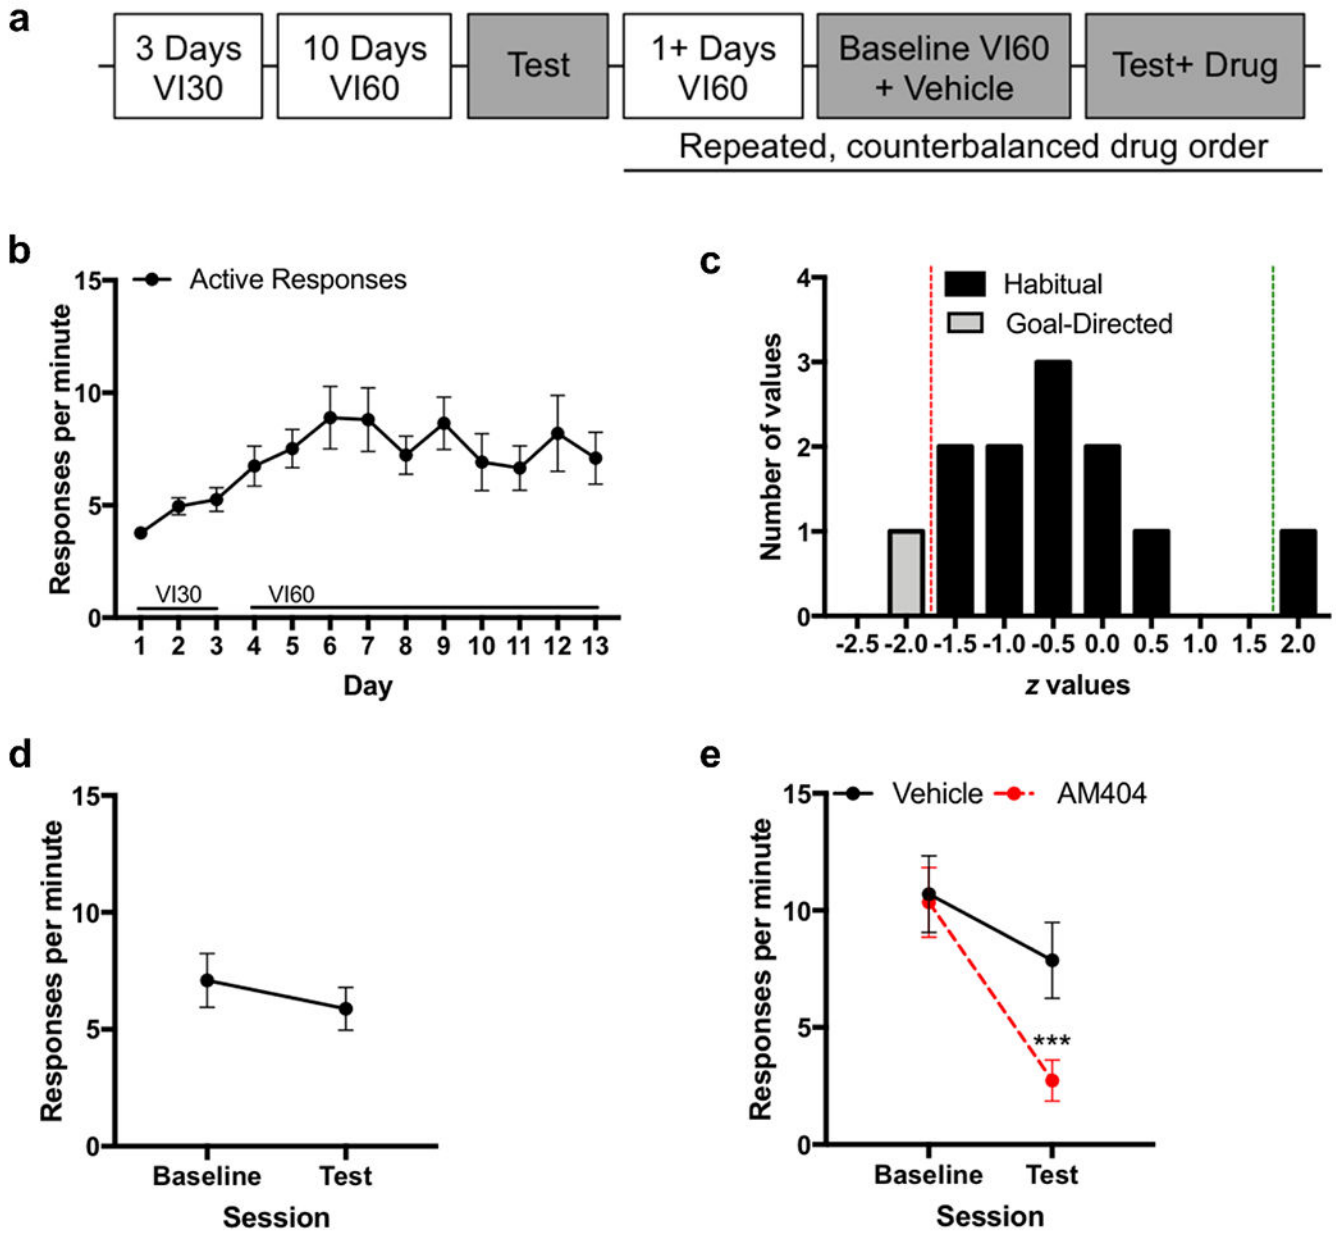 a
3 Days
VI30
10 Days
VI60
Test
1+ Days
VI60
Baseline VI60
+ Vehicle
Test+ Drug
Repeated, counterbalanced drug order
b
Active Responses
Responses per minute
15
10
5
0
VI30
VI60
1 2 3 4 5 6 7 8 9 10 11 12 13
Day
c
Habitual
Goal-Directed
Number of values
4
3
2
1
0
-2.5 -2.0 -1.5 -1.0 -0.5 0.0 0.5 1.0 1.5 2.0
z values
d
Responses per minute
15
10
5
0
Baseline Test
Session
e
Vehicle AM404
Responses per minute
15
10
5
0
***
Baseline Test
Session